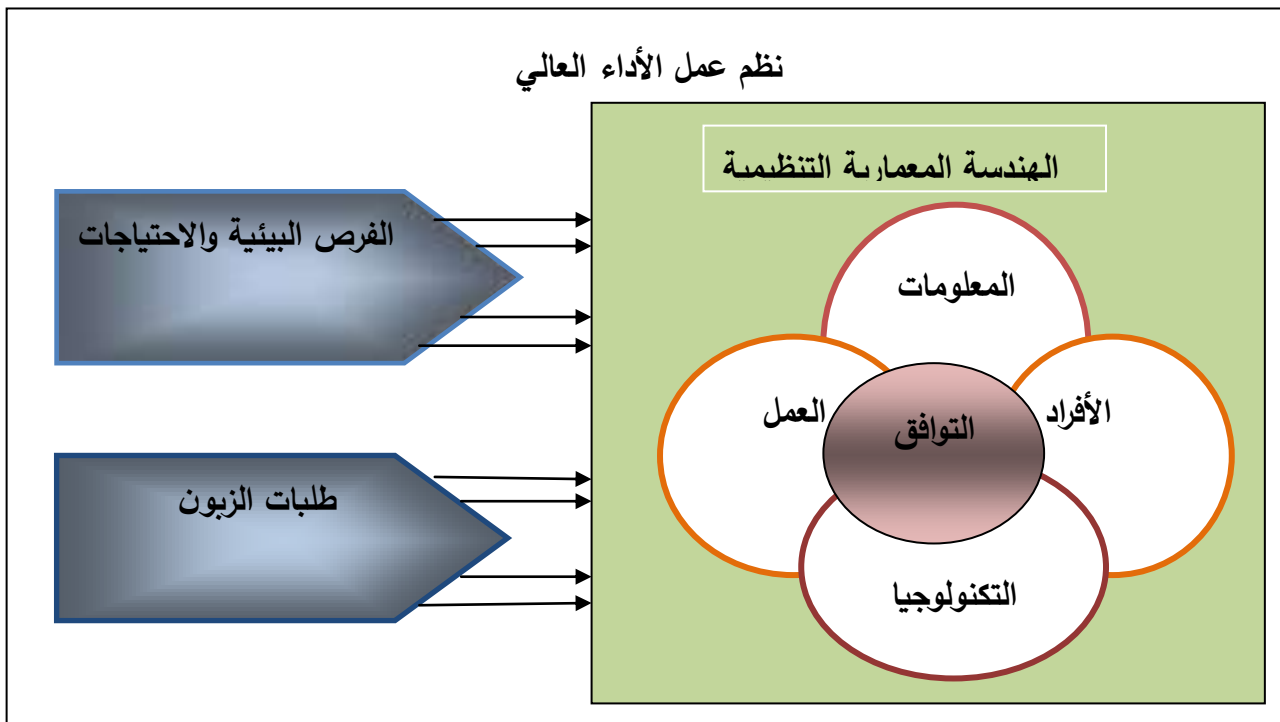 نظم عمل الأداء العالي
الهندسة المعمارية التنظيمية
الفرص البيئية والاحتياجات
المعلومات
العمل
التوافق
الأفراد
طلبات الزبون
التكنولوجيا